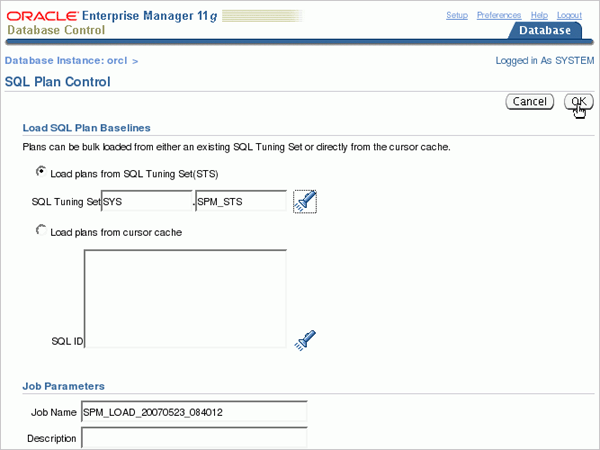 ORACLE Enterprise Manager 11g
Setup Preferences Help Logout
Database Control
Database
Database Instance: orcl >
Logged in As SYSTEM
SQL Plan Control
Cancel OK
Load SQL Plan Baselines
Plans can be bulk loaded from either an existing SQL Tuning Set or directly from the cursor cache.
Load plans from SQL Tuning Set(STS)
SQL Tuning Set SYS . SPM_STS
Load plans from cursor cache
SQL ID
Job Parameters
Job Name SPM_LOAD_20070523_084012
Description